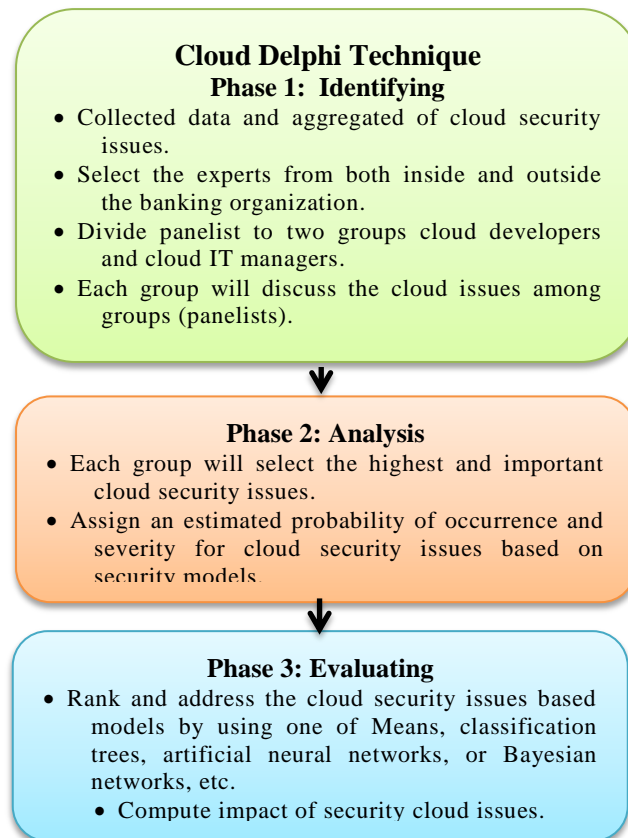 Cloud Delphi Technique
Phase 1: Identifying
• Collected data and aggregated of cloud security
issues.
• Select the experts from both inside and outside
the banking organization.
• Divide panelist to two groups cloud developers
and cloud IT managers.
• Each group will discuss the cloud issues among
groups (panelists).
Phase 2: Analysis
• Each group will select the highest and important
cloud security issues.
• Assign an estimated probability of occurrence and
severity for cloud security issues based on
security models.
Phase 3: Evaluating
• Rank and address the cloud security issues based
models by using one of Means, classification
trees, artificial neural networks, or Bayesian
networks, etc.
• Compute impact of security cloud issues.